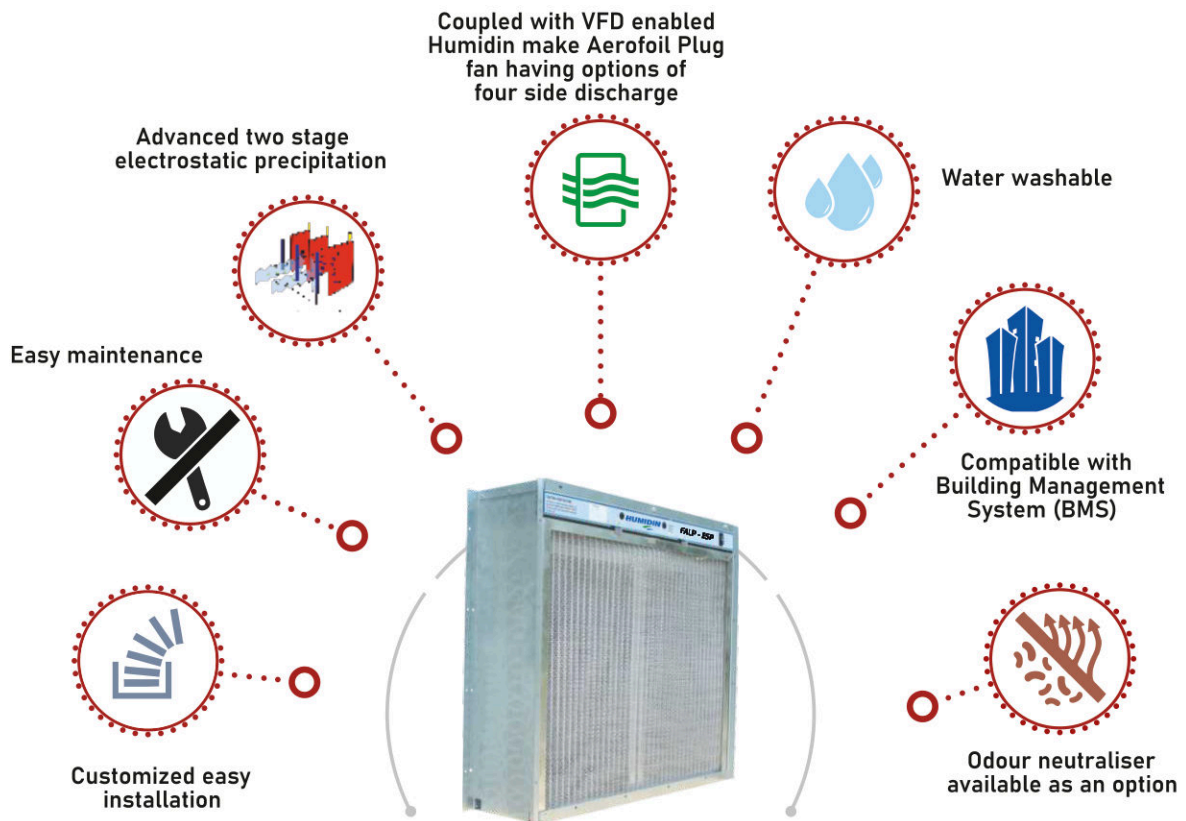 Coupled with VFD enabled
Humidin make Aerofoil Plug
fan having options of
four side discharge
Advanced two stage
electrostatic precipitation
Water washable
Easy maintenance
Compatible with
Building Management
System (BMS)
HUMIDIN
FALP - 25P
Customized easy
installation
Odour neutraliser
available as an option